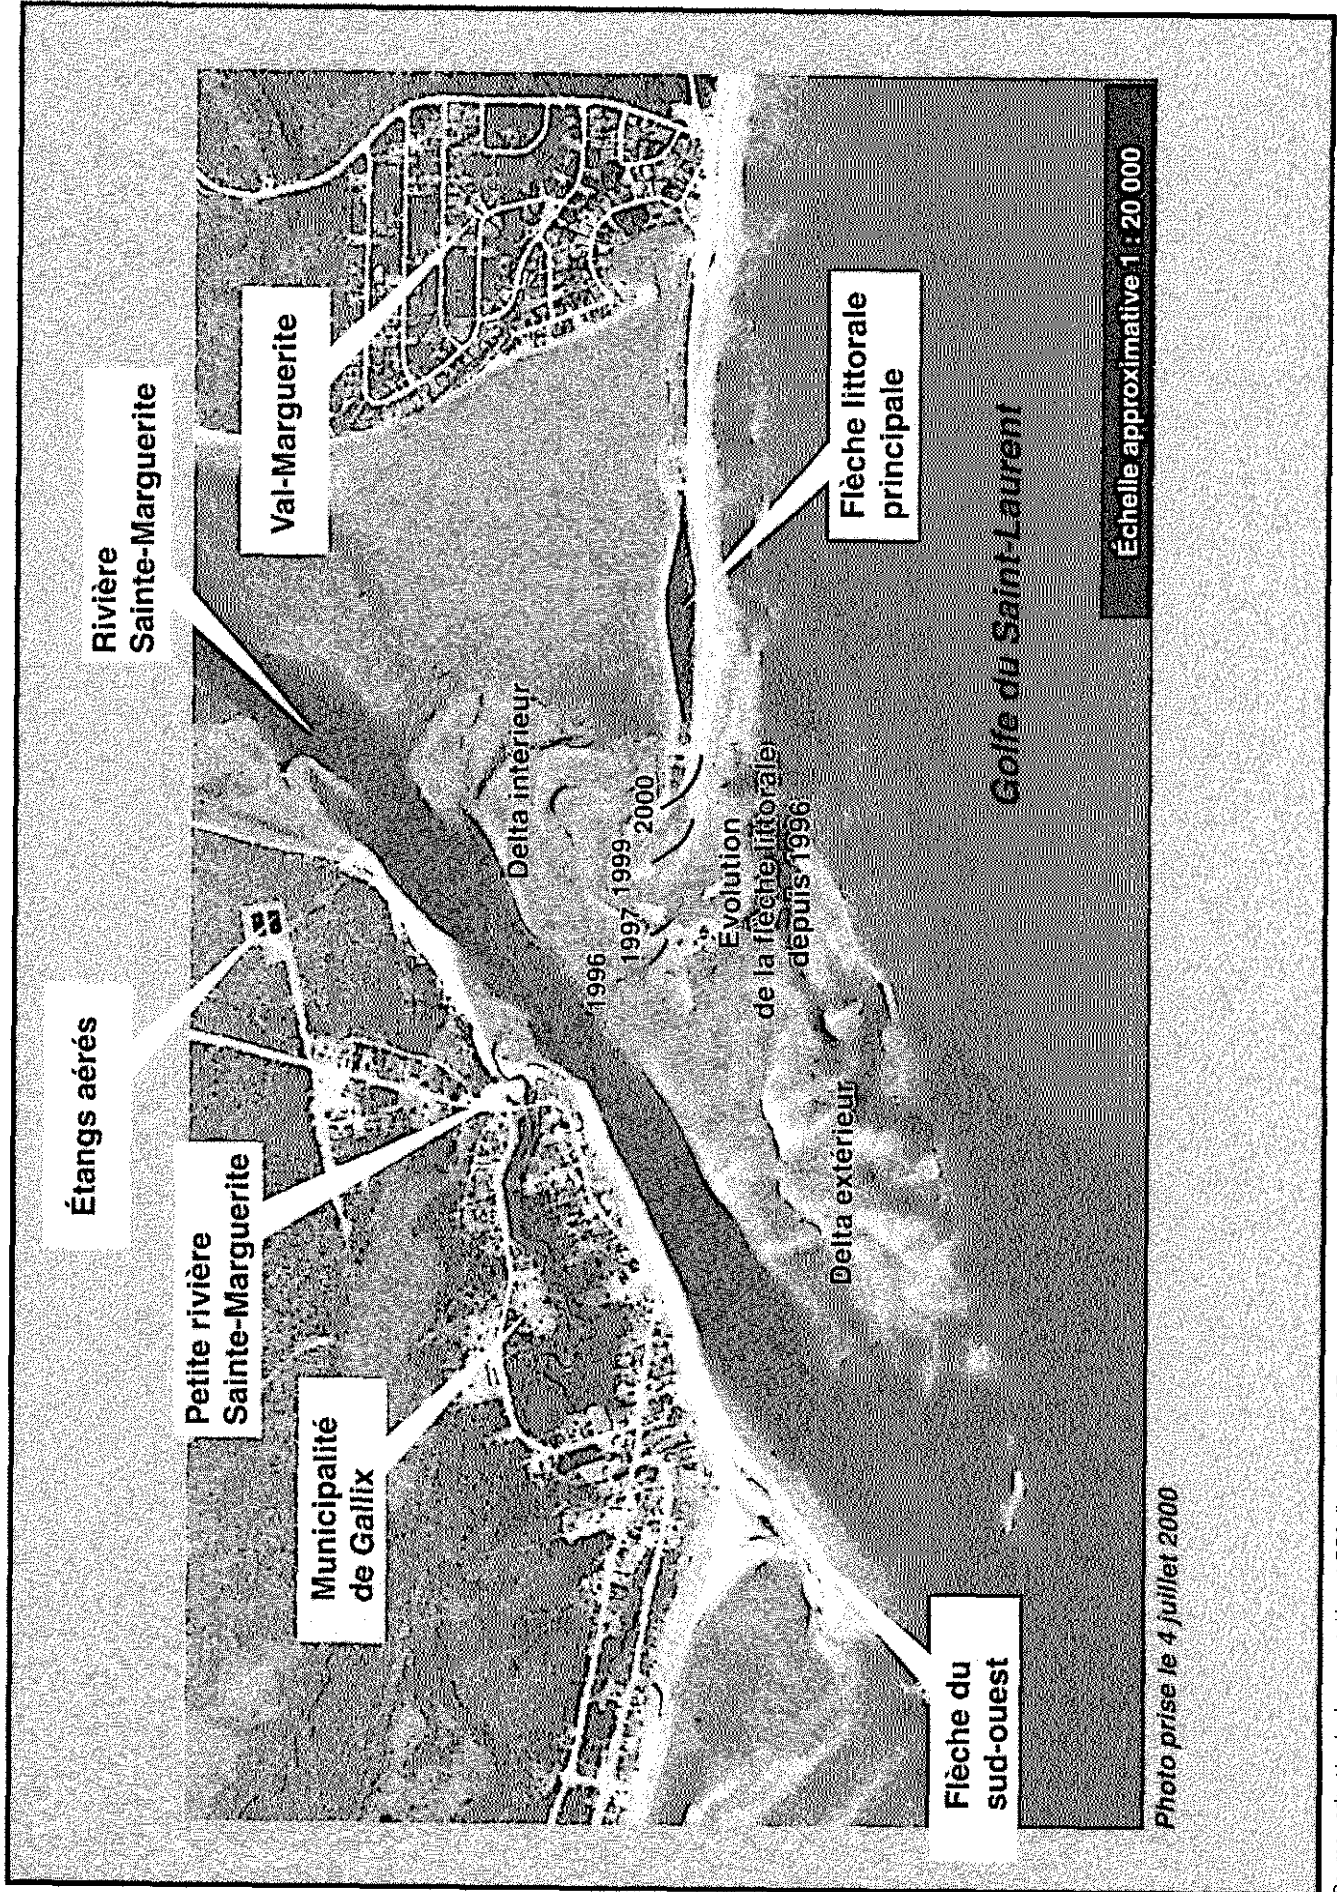 Étangs aérés
Rivière
Sainte-Marguerite
Petite rivière
Sainte-Marguerite
Val-Marguerite
Municipalité
de Gallix
Delta intérieur
1996
1997
1999
2000
Évolution
de la flèche littorale
depuis 1996
Flèche littorale
principale
Delta extérieur
Flèche du
sud-ouest
Golfe du Saint-Laurent
Échelle approximative 1 : 20 000
Photo prise le 4 juillet 2000